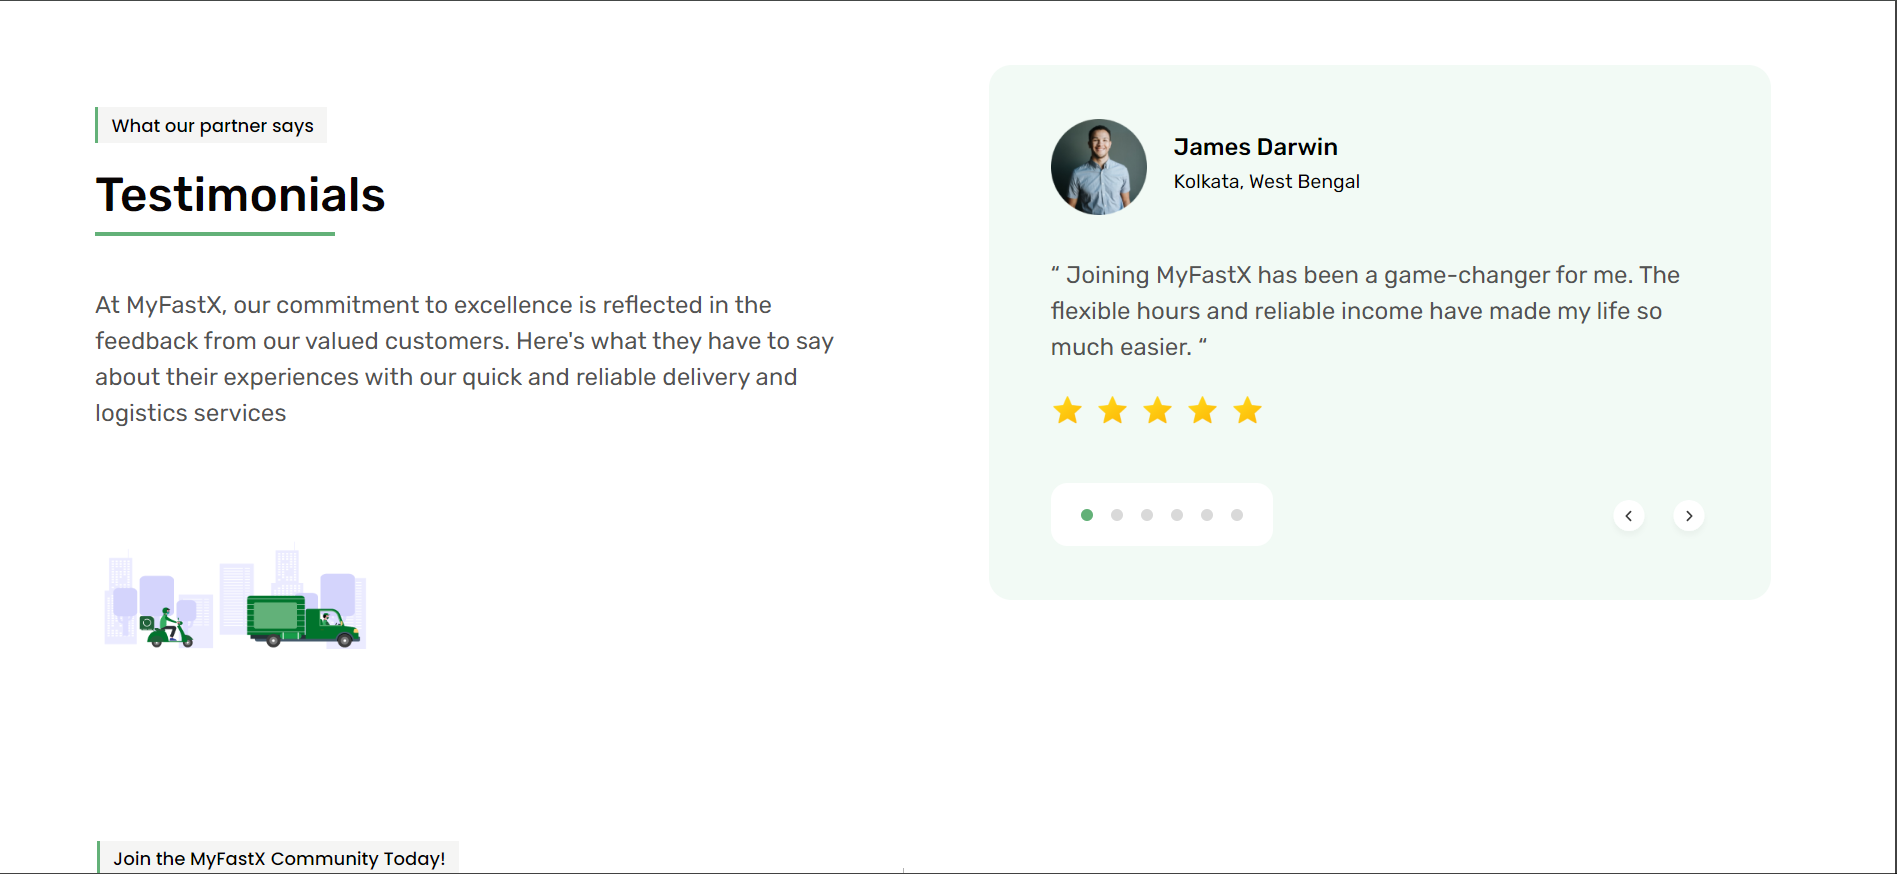 What our partner says
Testimonials
At MyFastX, our commitment to excellence is reflected in the
feedback from our valued customers. Here's what they have to say
about their experiences with our quick and reliable delivery and
logistics services
James Darwin
Kolkata, West Bengal
“ Joining MyFastX has been a game-changer for me. The
flexible hours and reliable income have made my life so
much easier. “
Join the MyFastX Community Today!